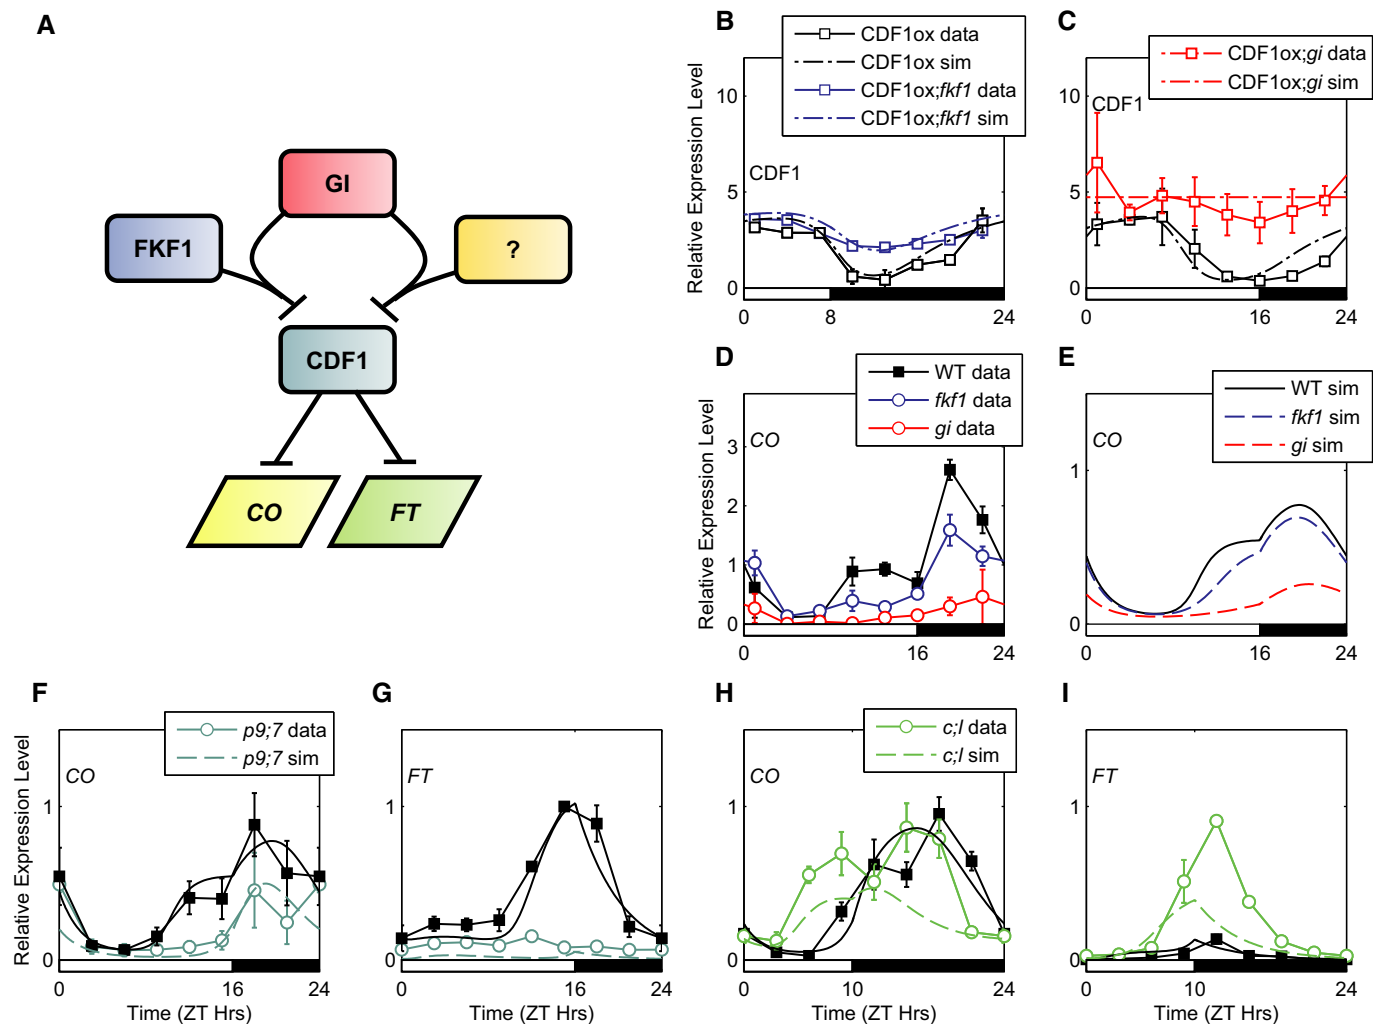 A
GI
FKF1
?
CDF1
CO
FT
B
CDF1ox data
CDF1ox sim
CDF1ox;fkf1 data
CDF1ox;fkf1 sim
Relative Expression Level
10
5
0
CDF1
0
8
24
C
CDF1ox;gi data
CDF1ox;gi sim
10
5
0
CDF1
0
16
24
D
WT data
fkf1 data
gi data
Relative Expression Level
3
2
1
0
CO
0
16
24
E
WT sim
fkf1 sim
gi sim
1
0
CO
0
16
24
F
p9;7 data
p9;7 sim
Relative Expression Level
1
0
CO
0
16
24
Time (ZT Hrs)
G
1
0
FT
0
16
24
Time (ZT Hrs)
H
c;l data
c;l sim
1
0
CO
0
10
24
Time (ZT Hrs)
I
1
0
FT
0
10
24
Time (ZT Hrs)